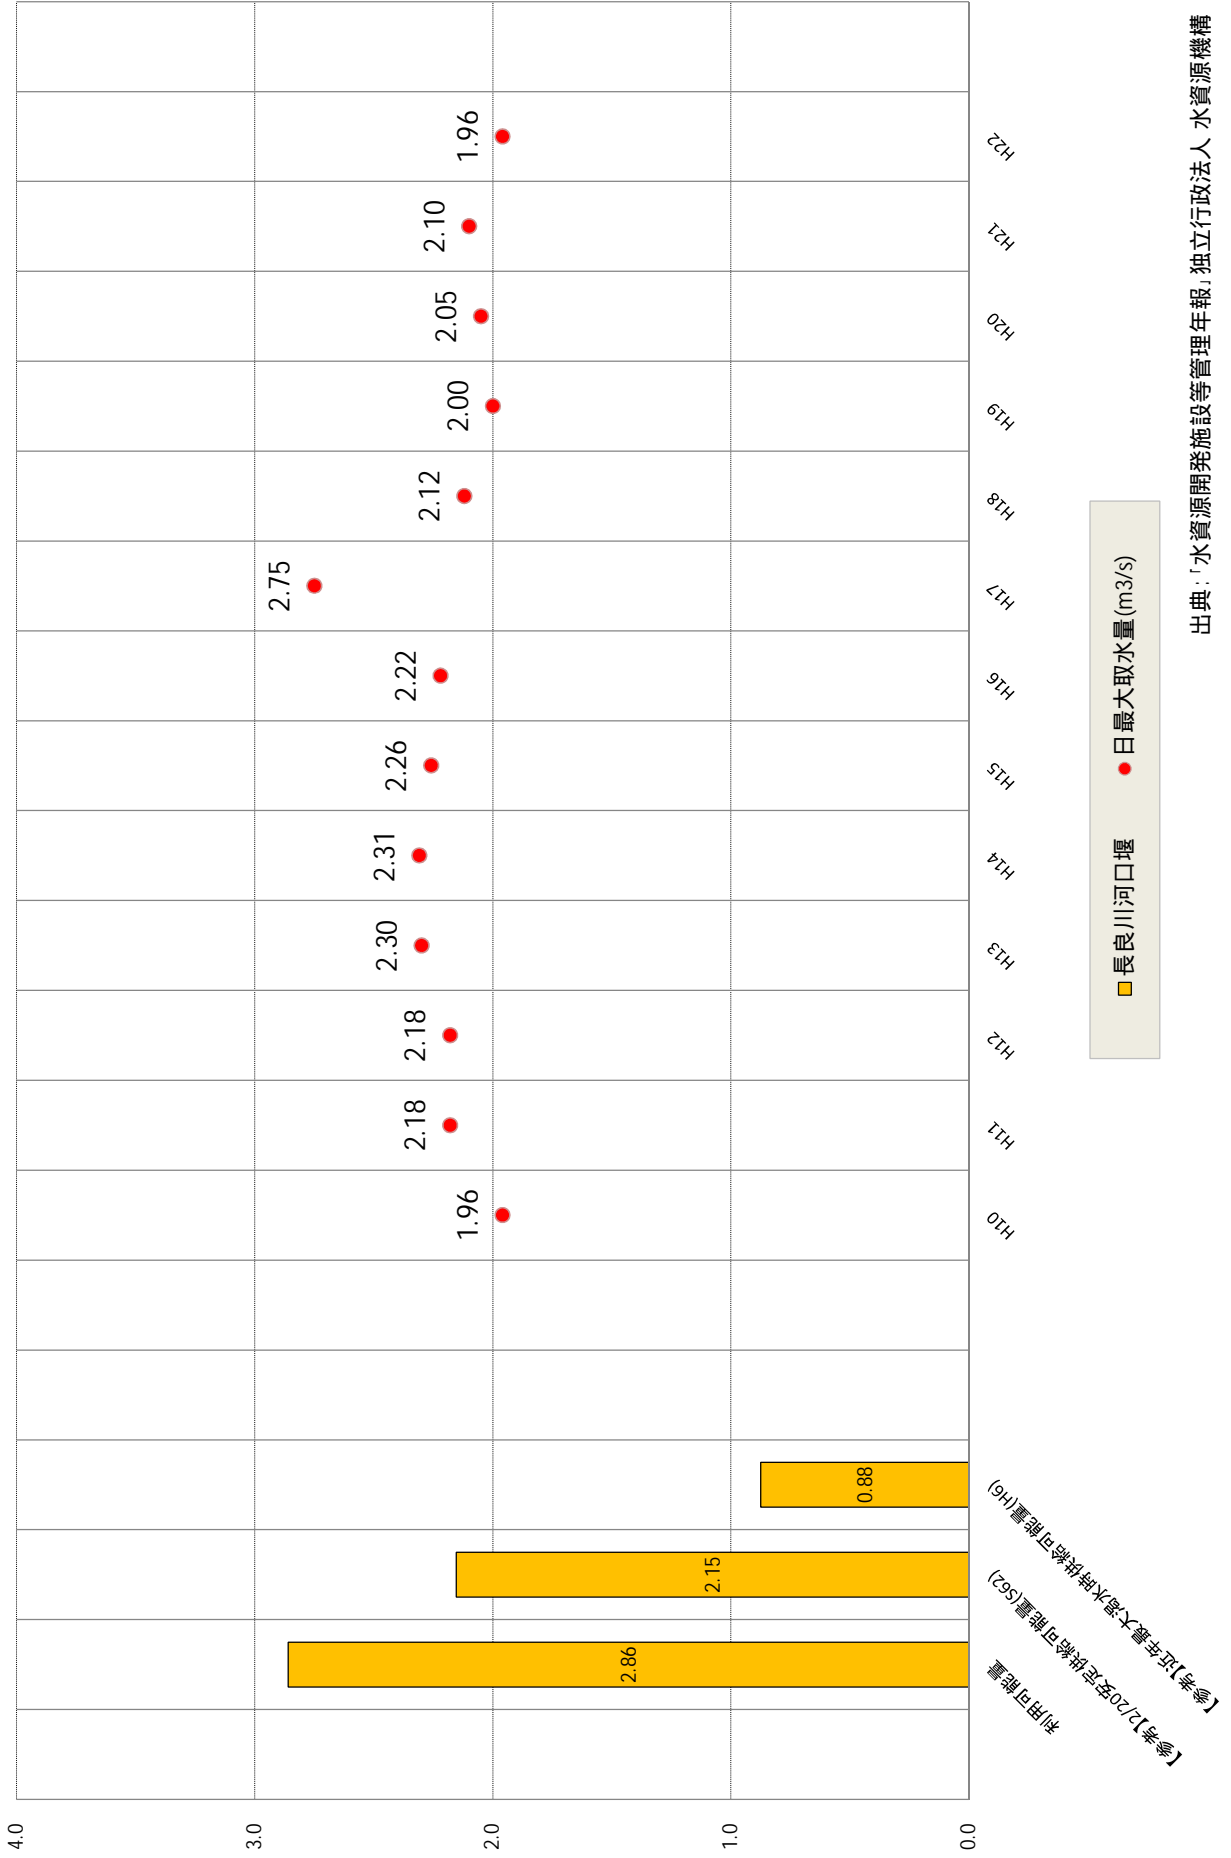 4.0
3.0
2.0
1.0
0.0
2.86
2.15
0.88
1.96
2.18
2.18
2.30
2.31
2.26
2.22
2.75
2.12
2.00
2.05
2.10
1.96
利用可能量
【参考】2/20安定供給可能量(S62)
【参考】近年最大渇水時供給可能量(H6)
H10
H11
H12
H13
H14
H15
H16
H17
H18
H19
H20
H21
H22
長良川河口堰
日最大取水量(m3/s)
出典:「水資源開発施設等管理年報」独立行政法人 水資源機構